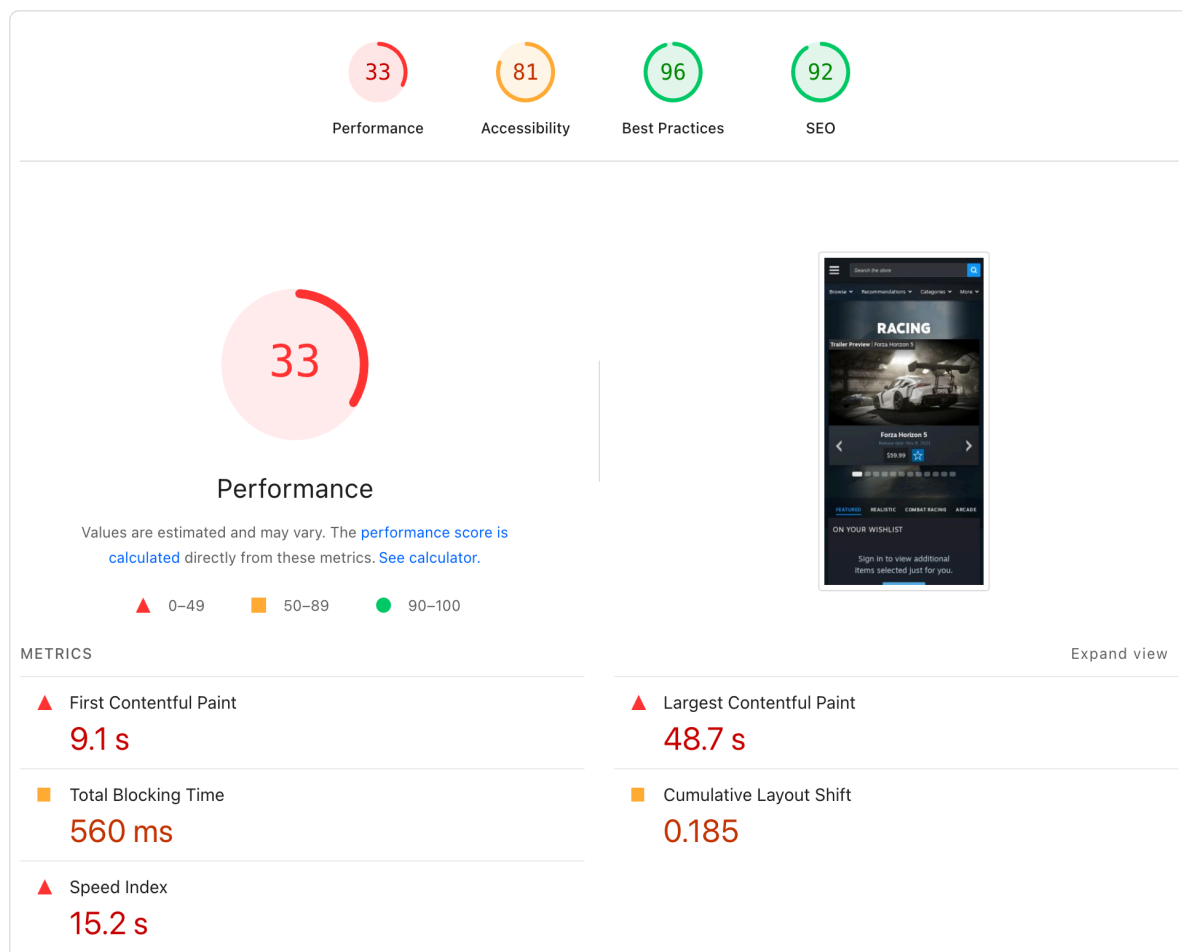 33
81
96
92
Performance
Accessibility
Best Practices
SEO
33
Performance
Values are estimated and may vary. The performance score is
calculated directly from these metrics. See calculator.
0–49
50–89
90–100
Search the store
Browse
Recommendations
Categories
More
RACING
Trailer Preview | Forza Horizon 5
Forza Horizon 5
$59.99
FEATURED
REALISTIC
COMBAT RACING
ARCADE
ON YOUR WISHLIST
Sign in to view additional
items selected just for you.
METRICS
Expand view
First Contentful Paint
9.1 s
Largest Contentful Paint
48.7 s
Total Blocking Time
560 ms
Cumulative Layout Shift
0.185
Speed Index
15.2 s